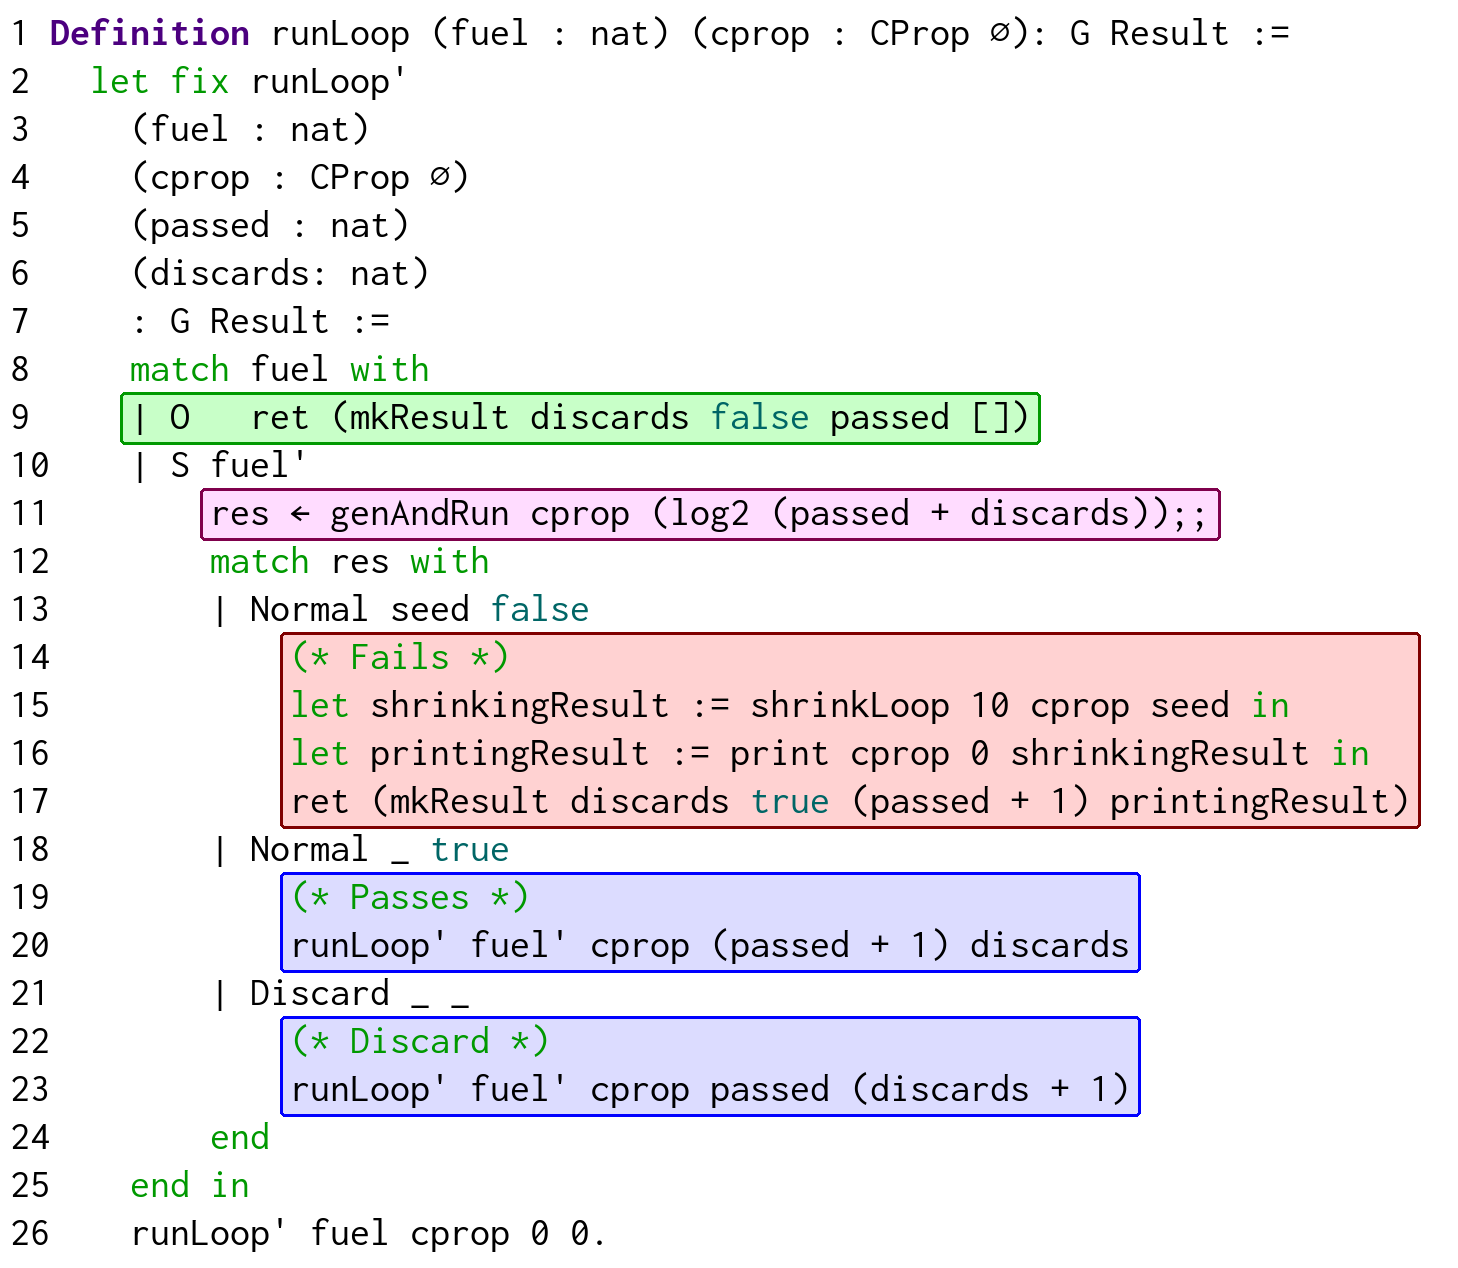 1 Definition runLoop (fuel : nat) (cprop : CProp ∅): G Result :=
2   let fix runLoop'
3     (fuel : nat)
4     (cprop : CProp ∅)
5     (passed : nat)
6     (discards: nat)
7     : G Result :=
8     match fuel with
9     | O   ret (mkResult discards false passed [])
10    | S fuel'
11        res ← genAndRun cprop (log2 (passed + discards));;
12        match res with
13        | Normal seed false
14            (* Fails *)
15            let shrinkingResult := shrinkLoop 10 cprop seed in
16            let printingResult := print cprop 0 shrinkingResult in
17            ret (mkResult discards true (passed + 1) printingResult)
18        | Normal _ true
19            (* Passes *)
20            runLoop' fuel' cprop (passed + 1) discards
21        | Discard _ _
22            (* Discard *)
23            runLoop' fuel' cprop passed (discards + 1)
24        end
25    end in
26    runLoop' fuel cprop 0 0.